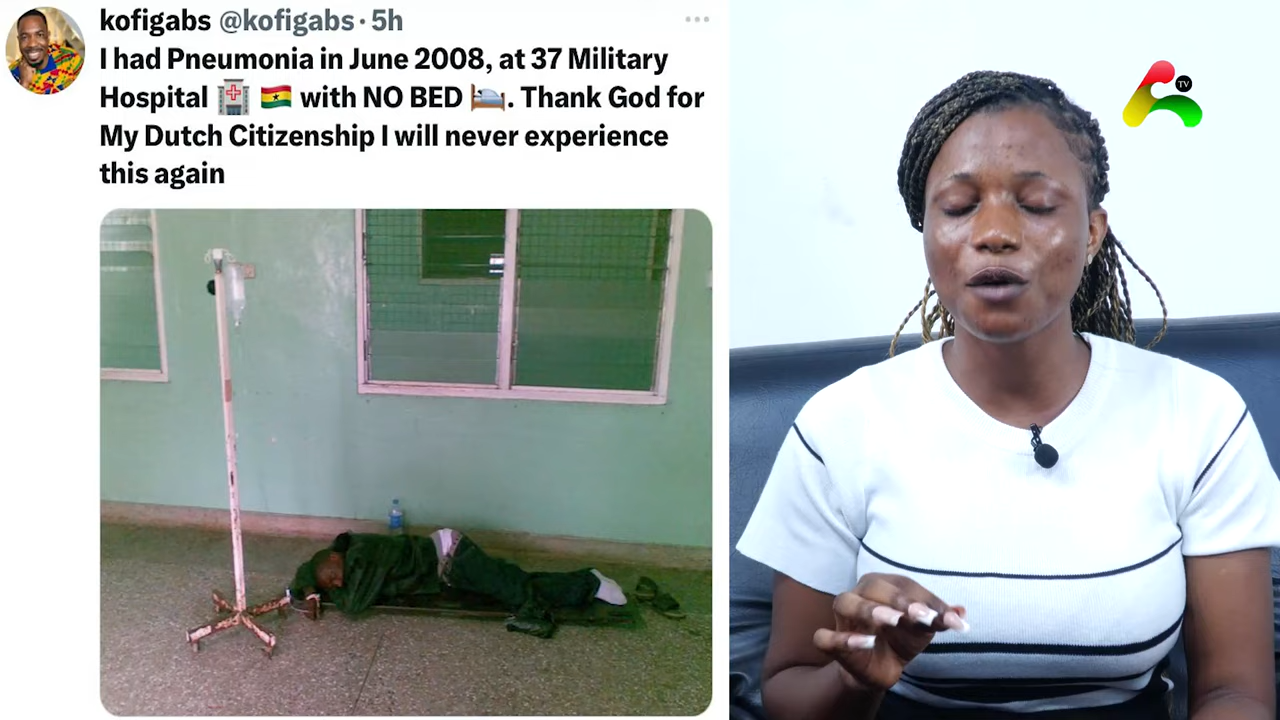 kofigabs @kofigabs · 5h
I had Pneumonia in June 2008, at 37 Military
Hospital 🏥 🇬🇭 with NO BED 🛌. Thank God for
My Dutch Citizenship I will never experience
this again
TV